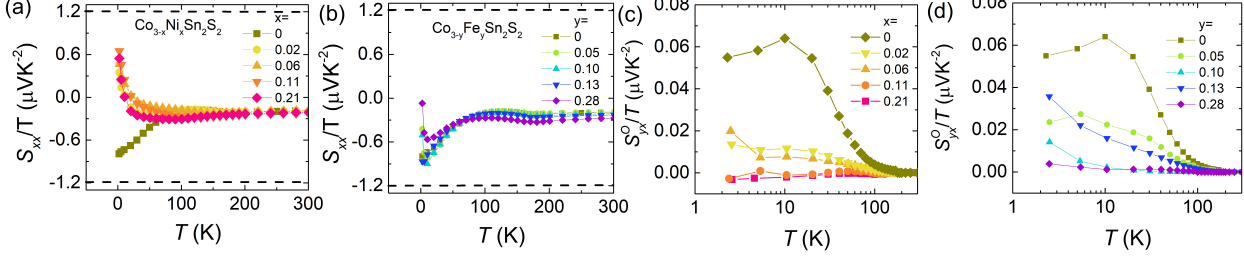 (a)
S_xx/T (μVK⁻²)
1.2
0.6
0.0
-0.6
-1.2
Co₃₋ₓNiₓSn2S₂
x=
0
0.02
0.06
0.11
0.21
0 100 200 300
T (K)
(b)
S_xx/T (μVK⁻²)
1.2
0.6
0.0
-0.6
-1.2
Co₃₋yFeySn2S₂
y=
0
0.05
0.10
0.13
0.28
0 100 200 300
T (K)
(c)
S^O_yx/T (μVK⁻²)
0.08
0.06
0.04
0.02
0.00
x=
0
0.02
0.06
0.11
0.21
1 10 100
T (K)
(d)
S^O_yx/T (μVK⁻²)
0.08
0.06
0.04
0.02
0.00
y=
0
0.05
0.10
0.13
0.28
1 10 100
T (K)